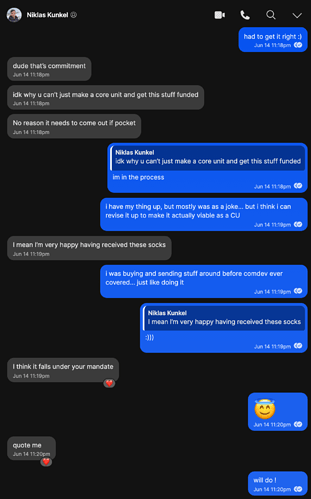 Niklas Kunkel
had to get it right :)
Jun 14 11:18pm
dude that's commitment
Jun 14 11:18pm
idk why u can't just make a core unit and get this stuff funded
Jun 14 11:18pm
No reason it needs to come out if pocket
Jun 14 11:18pm
Niklas Kunkel
idk why u can't just make a core unit and get this stuff funded
im in the process
Jun 14 11:18pm
i have my thing up, but mostly was as a joke... but i think i can
revise it up to make it actually viable as a CU
Jun 14 11:19pm
I mean I'm very happy having received these socks
Jun 14 11:19pm
i was buying and sending stuff around before comdev ever
covered... just like doing it
Jun 14 11:19pm
Niklas Kunkel
I mean I'm very happy having received these socks
:)))
Jun 14 11:19pm
I think it falls under your mandate
Jun 14 11:19pm
Jun 14 11:20pm
quote me
Jun 14 11:20pm
will do !
Jun 14 11:20pm